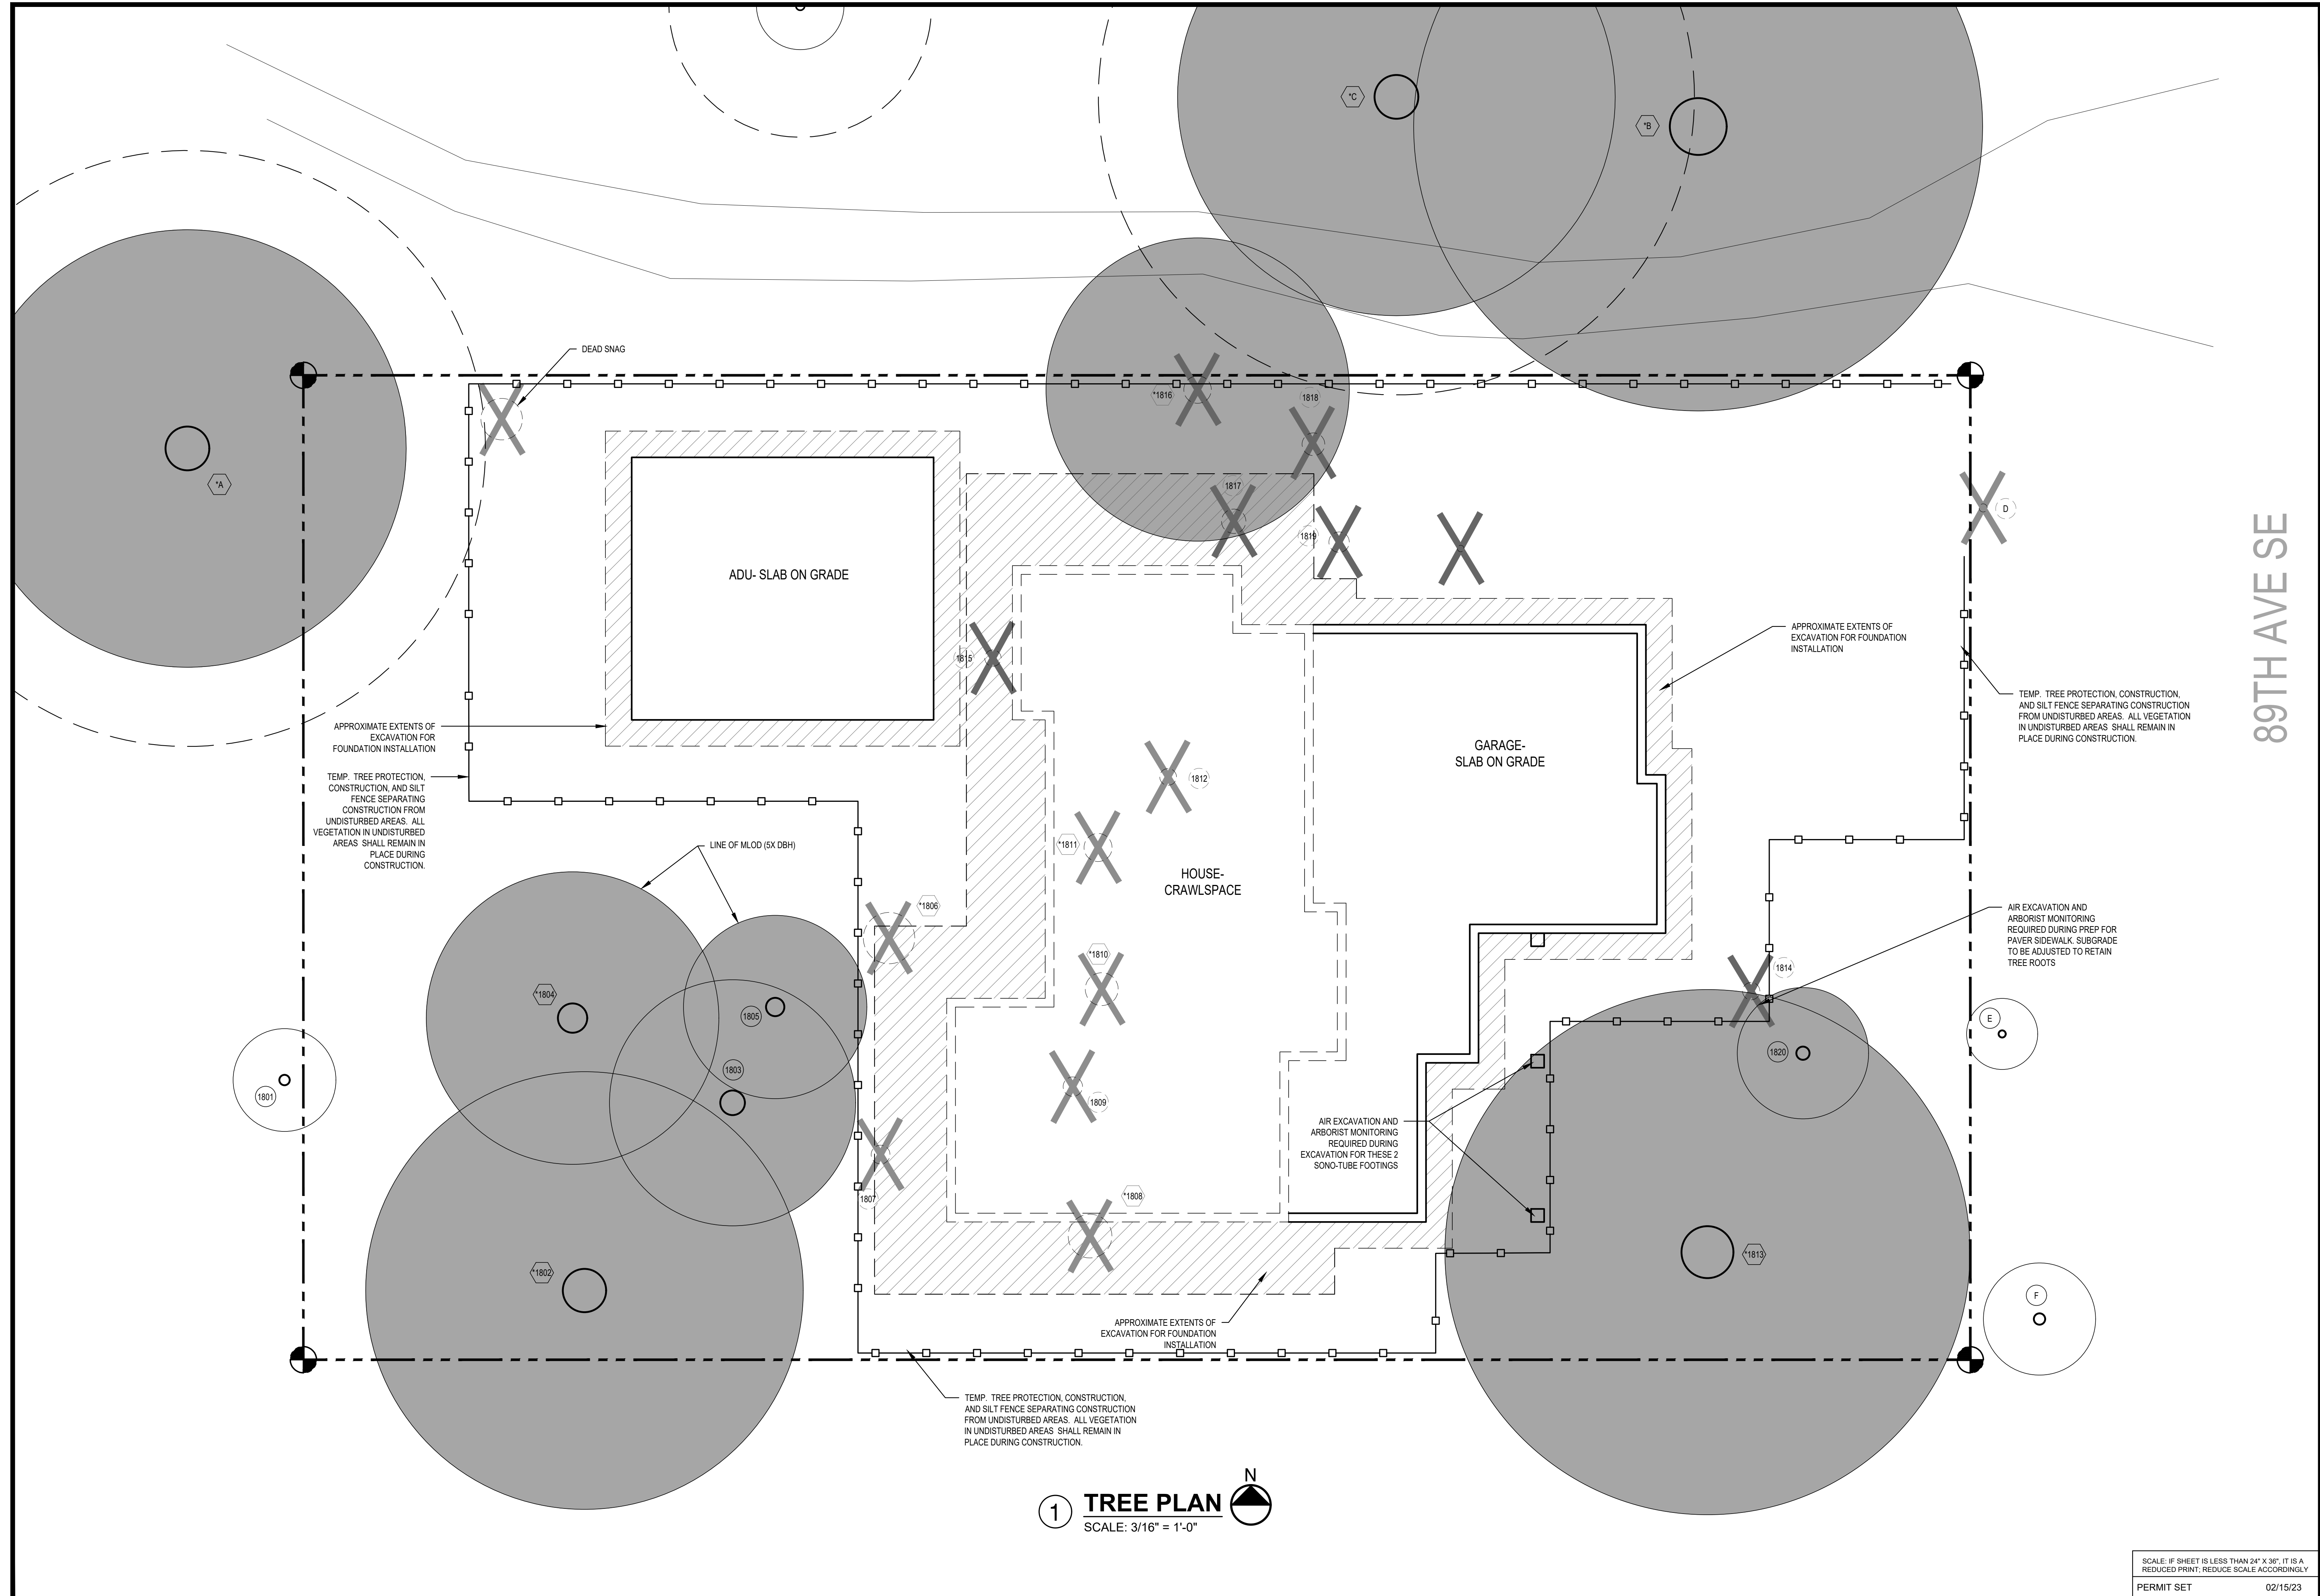 *C
*B
DEAD SNAG
*1816
1818
*A
1817
D
1819
89TH AVE SE
ADU- SLAB ON GRADE
APPROXIMATE EXTENTS OF
EXCAVATION FOR FOUNDATION
INSTALLATION
1815
TEMP. TREE PROTECTION, CONSTRUCTION,
AND SILT FENCE SEPARATING CONSTRUCTION
FROM UNDISTURBED AREAS. ALL VEGETATION
IN UNDISTURBED AREAS SHALL REMAIN IN
PLACE DURING CONSTRUCTION.
APPROXIMATE EXTENTS OF
EXCAVATION FOR
FOUNDATION INSTALLATION
GARAGE-
SLAB ON GRADE
TEMP. TREE PROTECTION,
CONSTRUCTION, AND SILT
FENCE SEPARATING
CONSTRUCTION FROM
UNDISTURBED AREAS. ALL
VEGETATION IN UNDISTURBED
AREAS SHALL REMAIN IN
PLACE DURING
CONSTRUCTION.
1812
LINE OF MLOD (5X DBH)
*1811
HOUSE-
CRAWLSPACE
*1806
AIR EXCAVATION AND
ARBORIST MONITORING
REQUIRED DURING PREP FOR
PAVER SIDEWALK. SUBGRADE
TO BE ADJUSTED TO RETAIN
TREE ROOTS
*1810
1814
*1804
1805
E
1820
1803
1801
1809
AIR EXCAVATION AND
ARBORIST MONITORING
REQUIRED DURING
EXCAVATION FOR THESE 2
SONO-TUBE FOOTINGS
1807
*1808
*1813
*1802
F
APPROXIMATE EXTENTS OF
EXCAVATION FOR FOUNDATION
INSTALLATION
TEMP. TREE PROTECTION, CONSTRUCTION,
AND SILT FENCE SEPARATING CONSTRUCTION
FROM UNDISTURBED AREAS. ALL VEGETATION
IN UNDISTURBED AREAS SHALL REMAIN IN
PLACE DURING CONSTRUCTION.
N
1 TREE PLAN
SCALE: 3/16" = 1'-0"
SCALE: IF SHEET IS LESS THAN 24" X 36", IT IS A
REDUCED PRINT; REDUCE SCALE ACCORDINGLY
PERMIT SET 02/15/23